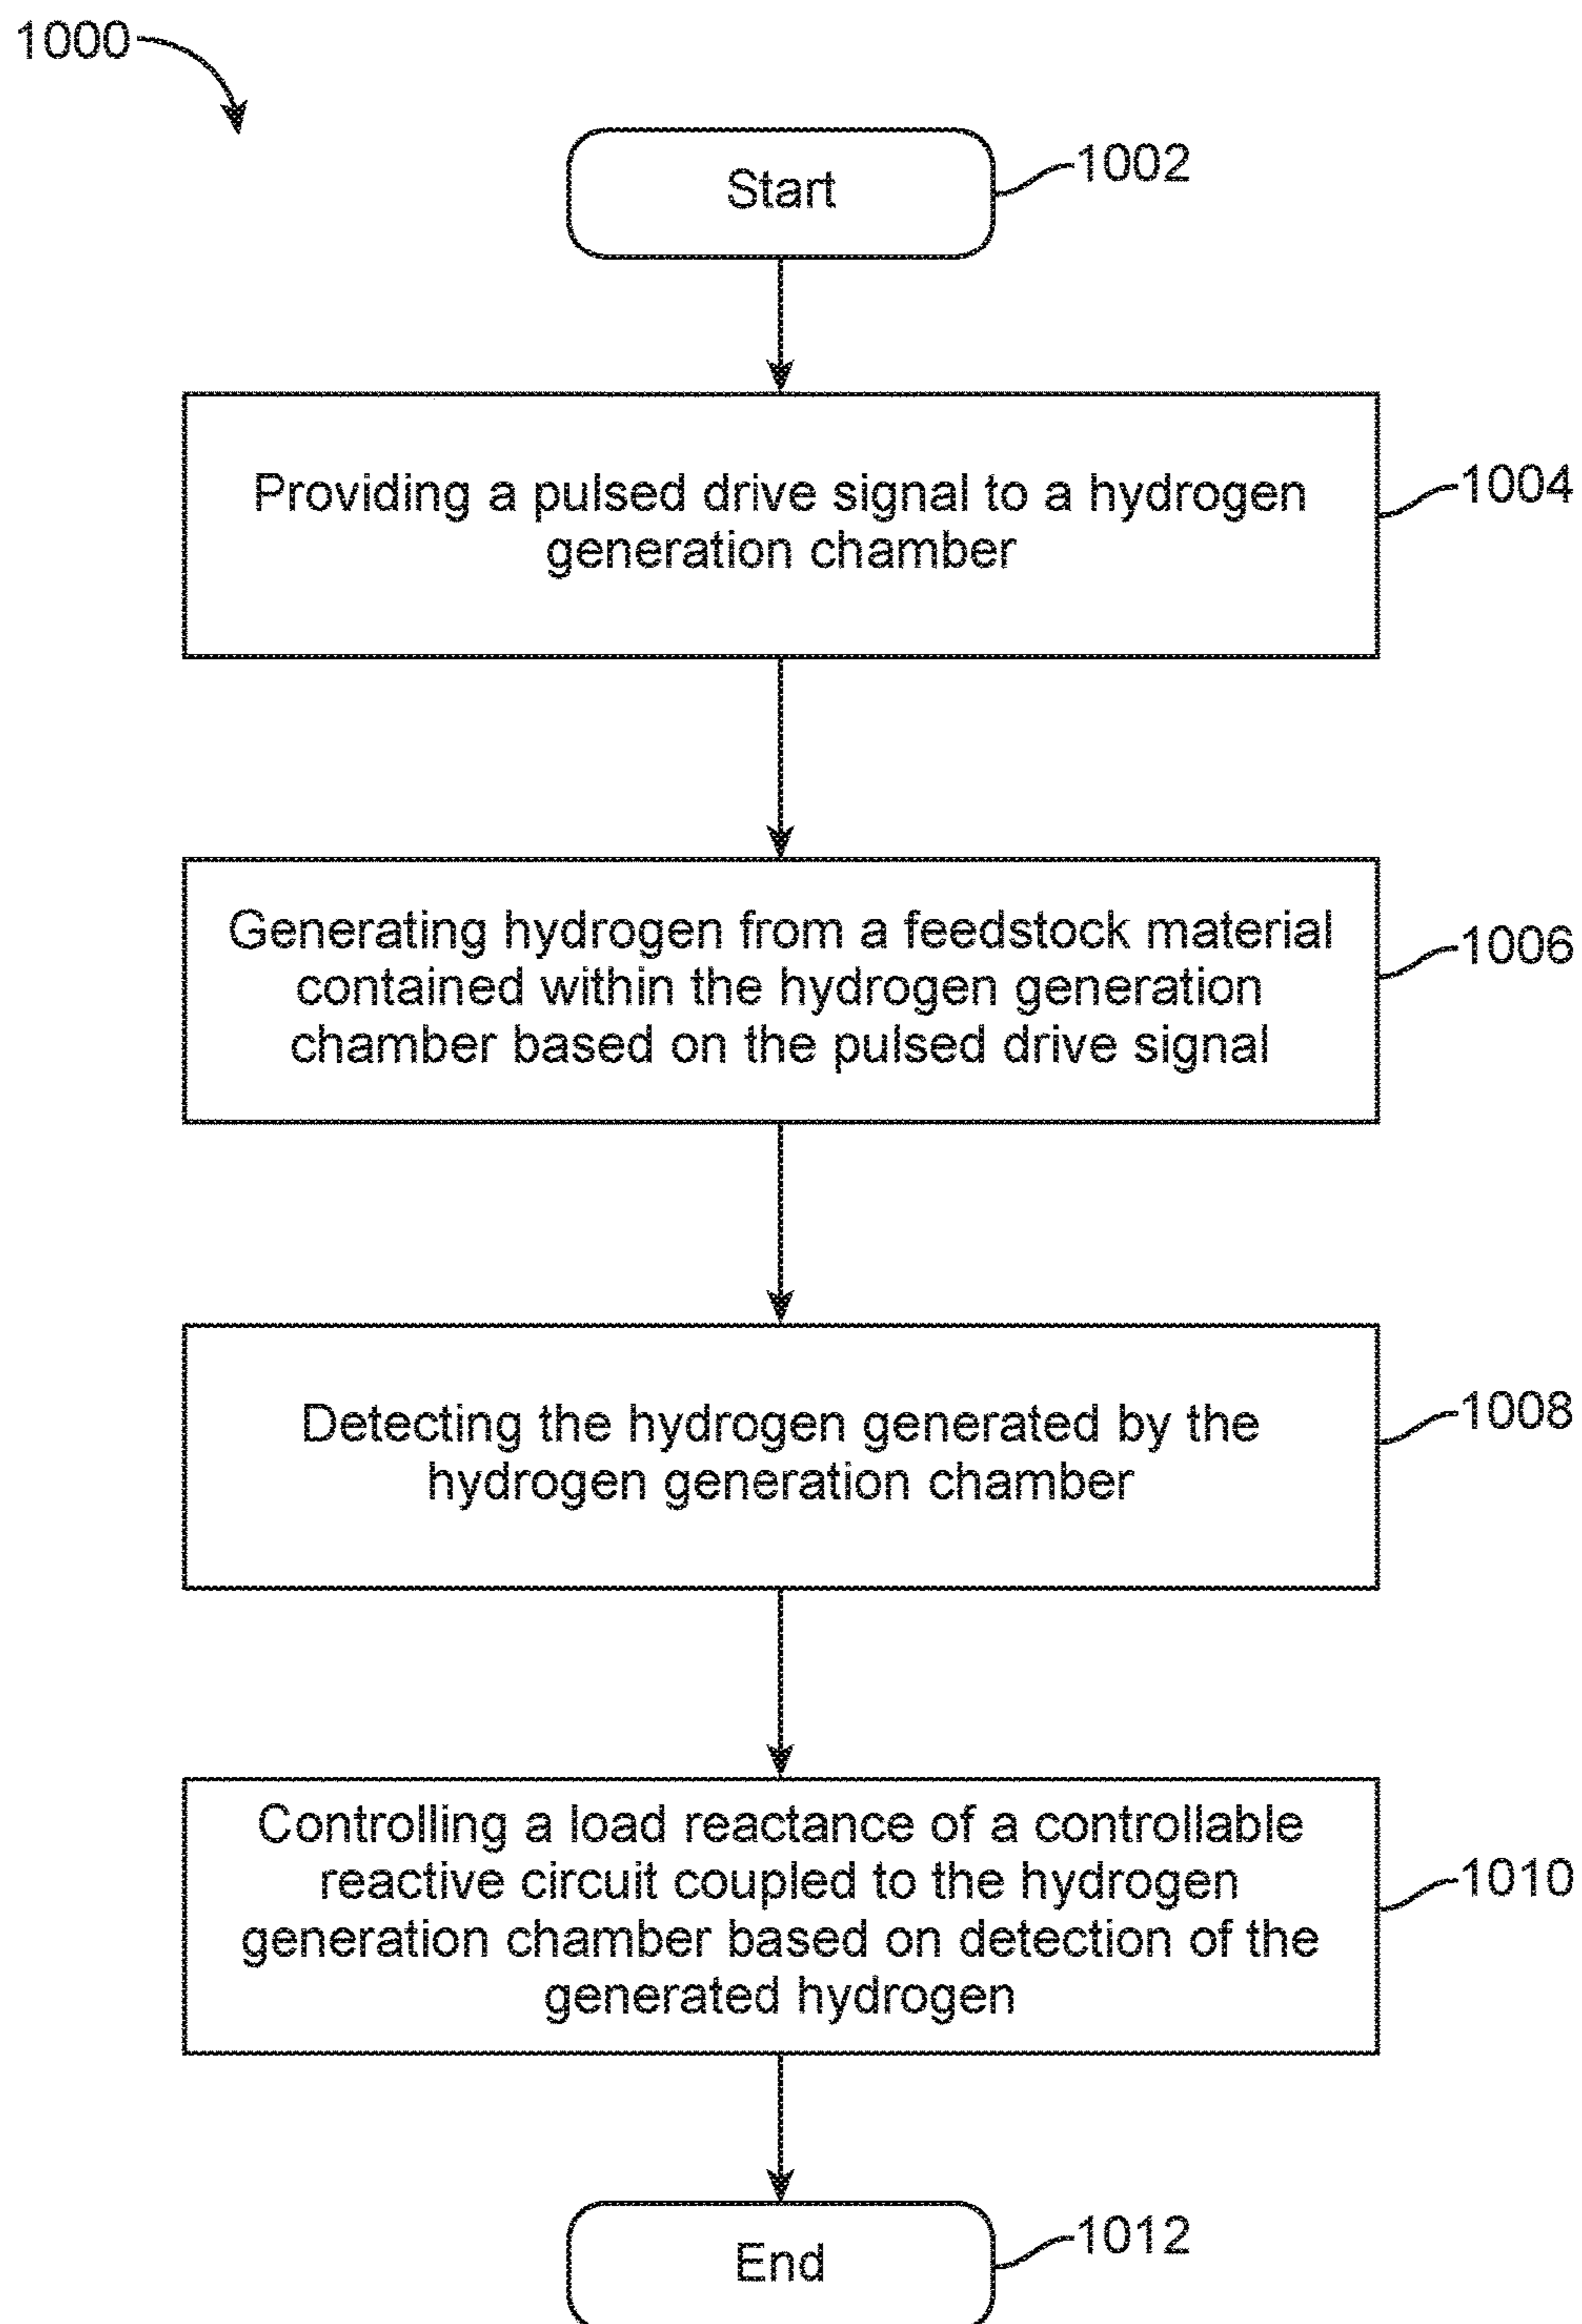 1000
Start
1002
Providing a pulsed drive signal to a hydrogen
generation chamber
1004
Generating hydrogen from a feedstock material
contained within the hydrogen generation
chamber based on the pulsed drive signal
1006
Detecting the hydrogen generated by the
hydrogen generation chamber
1008
Controlling a load reactance of a controllable
reactive circuit coupled to the hydrogen
generation chamber based on detection of the
generated hydrogen
1010
End
1012